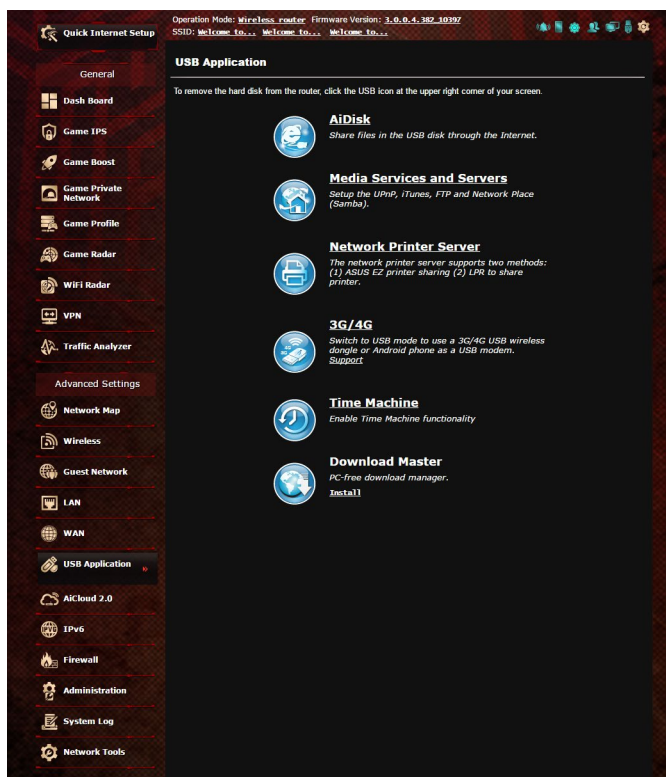 Quick Internet Setup
General
Dash Board
Game IPS
Game Boost
Game Private
Network
Game Profile
Game Radar
WiFi Radar
VPN
Traffic Analyzer
Advanced Settings
Network Map
Wireless
Guest Network
LAN
WAN
USB Application
AiCloud 2.0
IPv6
Firewall
Administration
System Log
Network Tools
Operation Mode: Wireless router Firmware Version: 3.0.0.4.382_10397
SSID: Welcome to... Welcome to... Welcome to...
USB Application
To remove the hard disk from the router, click the USB icon at the upper right corner of your screen.
AiDisk
Share files in the USB disk through the Internet.
Media Services and Servers
Setup the UPnP, iTunes, FTP and Network Place
(Samba).
Network Printer Server
The network printer server supports two methods:
(1) ASUS EZ printer sharing (2) LPR to share
printer.
3G/4G
Switch to USB mode to use a 3G/4G USB wireless
dongle or Android phone as a USB modem.
Support
Time Machine
Enable Time Machine functionality
Download Master
PC-free download manager.
Install